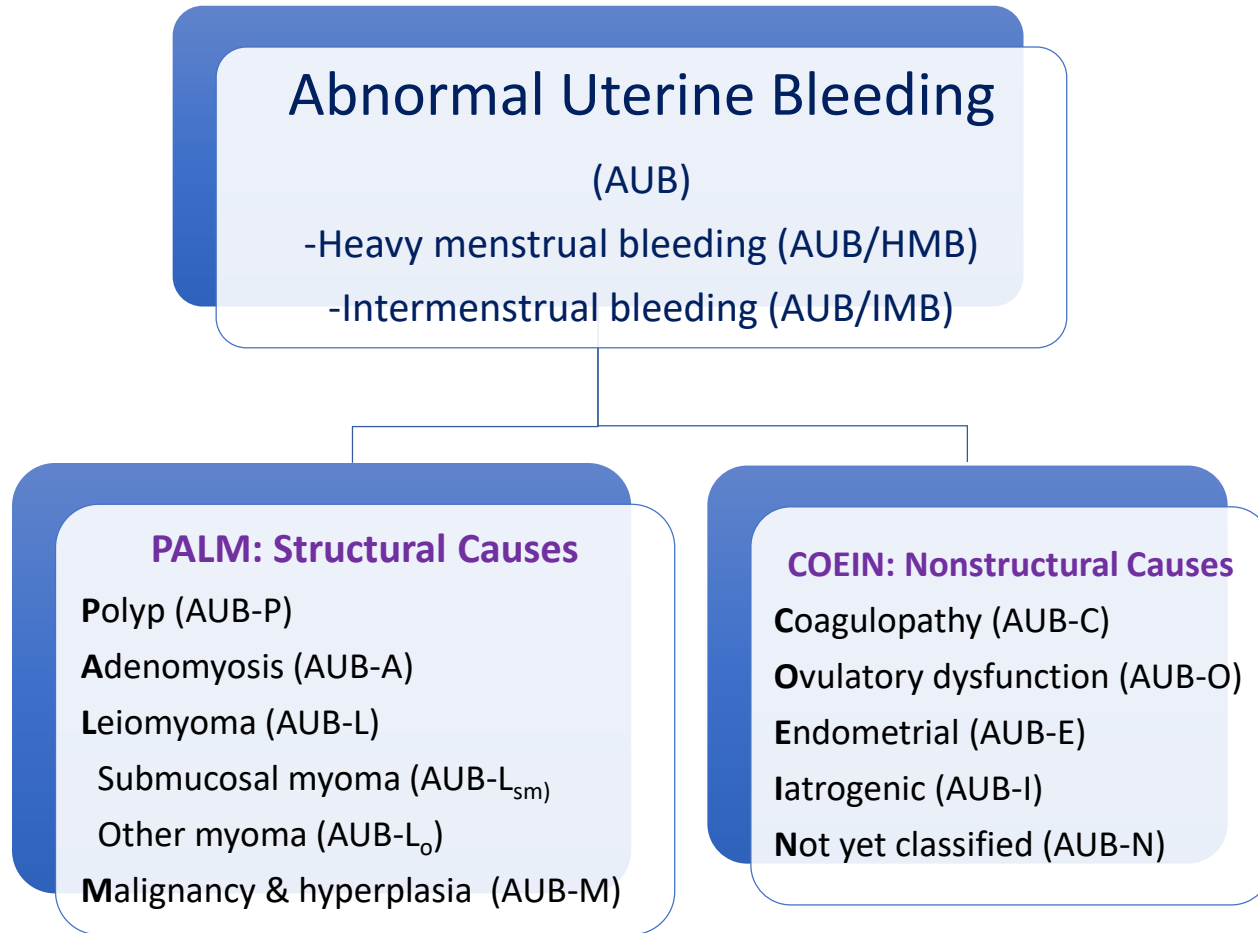 Abnormal Uterine Bleeding
(AUB)
-Heavy menstrual bleeding (AUB/HMB)
-Intermenstrual bleeding (AUB/IMB)
PALM: Structural Causes
Polyp (AUB-P)
Adenomyosis (AUB-A)
Leiomyoma (AUB-L)
Submucosal myoma (AUB-Lsm)
Other myoma (AUB-Lo)
Malignancy & hyperplasia (AUB-M)
COEIN: Nonstructural Causes
Coagulopathy (AUB-C)
Ovulatory dysfunction (AUB-O)
Endometrial (AUB-E)
Iatrogenic (AUB-I)
Not yet classified (AUB-N)